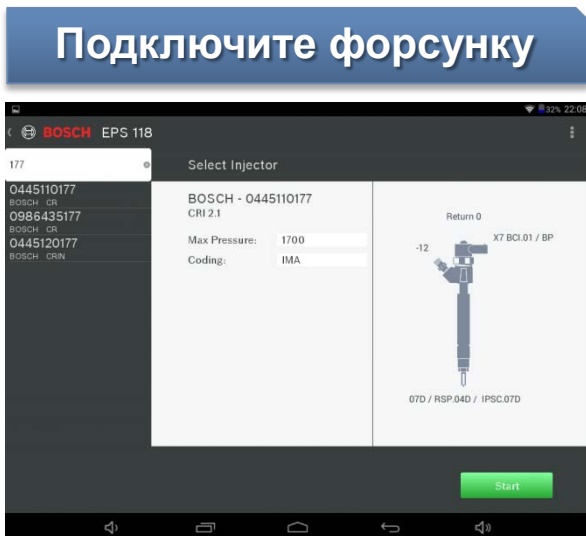 Подключите форсунку
32% 22:08
BOSCH EPS 118
177
Select Injector
0445110177
BOSCH CR
0986435177
BOSCH CR
0445120177
BOSCH CRIN
BOSCH - 0445110177
CRI 2.1
Max Pressure: 1700
Coding: IMA
Return 0
-12
X7 BCI.01 / BP
07D / RSP.04D / IPSC.07D
Start